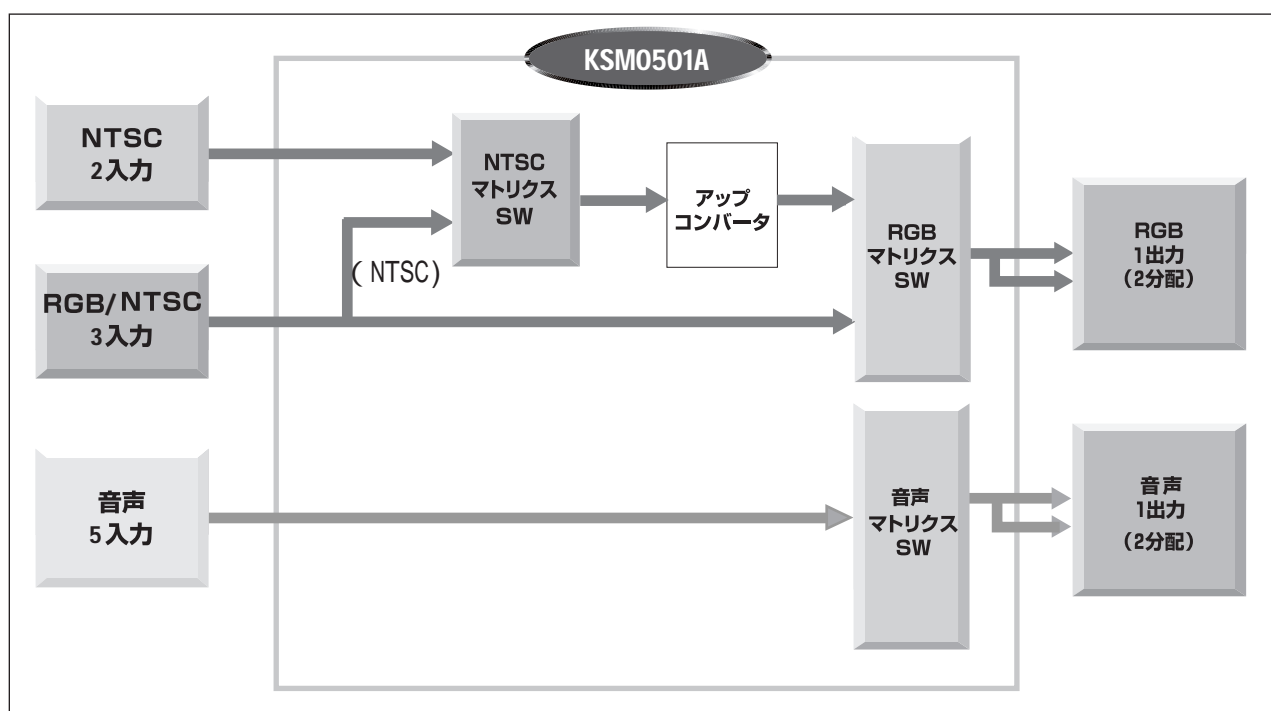 KSM0501A
NTSC
2入力
NTSC
マトリクス
SW
アップ
コンバータ
RGB
マトリクス
SW
RGB
1出力
(2分配)
(NTSC)
RGB/NTSC
3入力
音声
5入力
音声
マトリクス
SW
音声
1出力
(2分配)